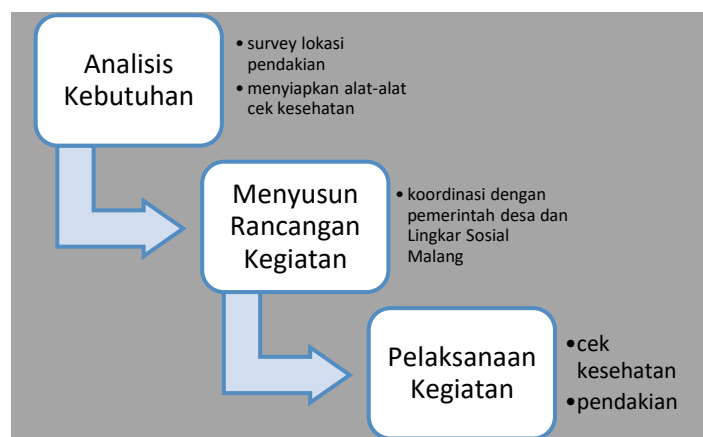 Analisis
Kebutuhan
• survey lokasi
pendakian
• menyiapkan alat-alat
cek kesehatan
Menyusun
Rancangan
Kegiatan
• koordinasi dengan
pemerintah desa dan
Lingkar Sosial
Malang
Pelaksanaan
Kegiatan
•cek
kesehatan
•pendakian